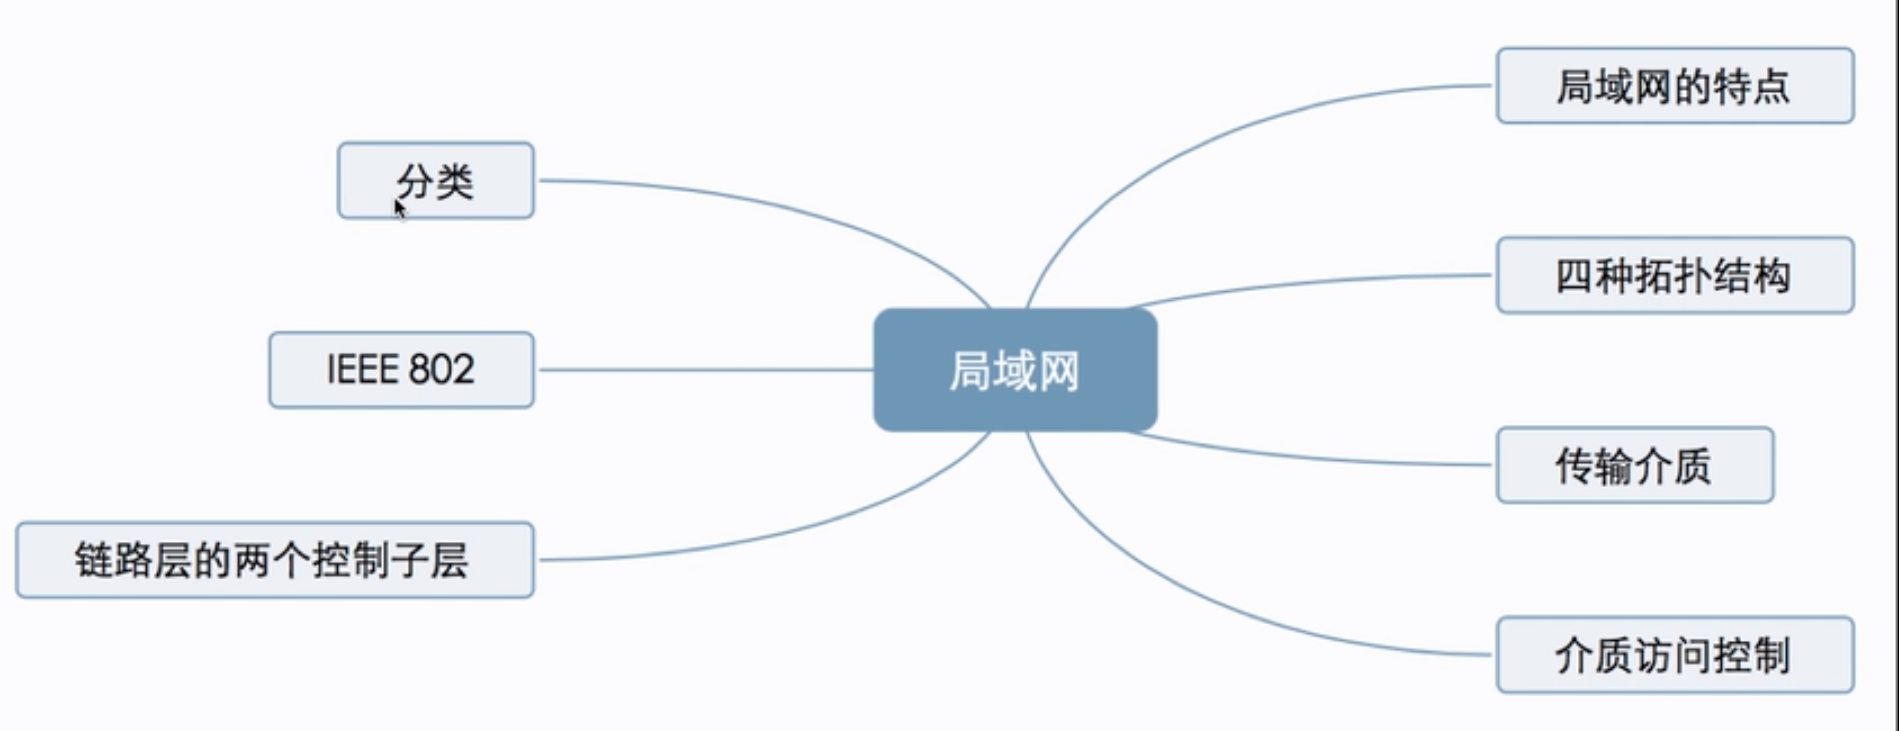 局域网的特点
分类
四种拓扑结构
IEEE 802
局域网
传输介质
链路层的两个控制子层
介质访问控制